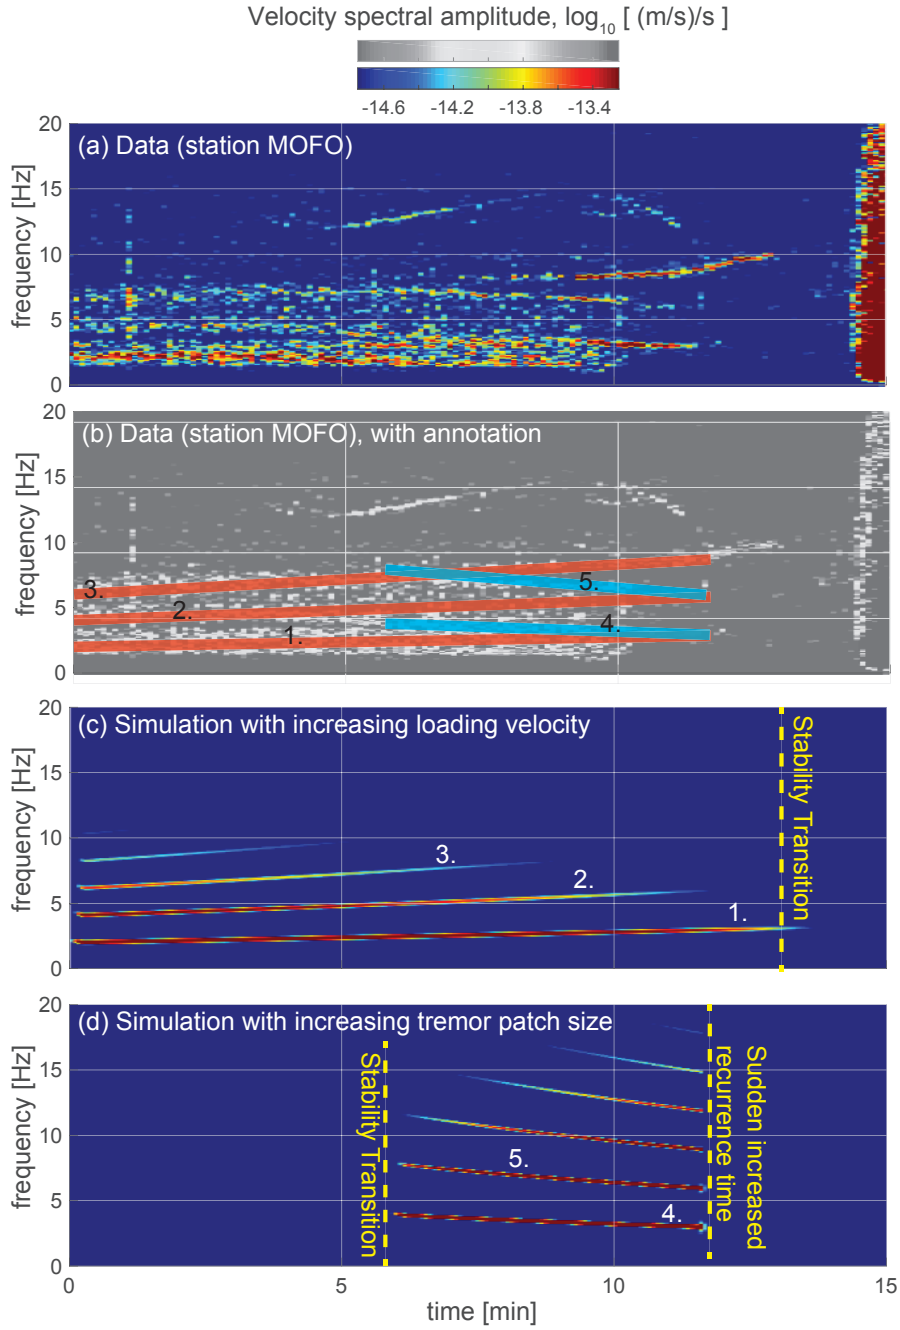 Velocity spectral amplitude, log10 [ (m/s)/s ]
-14.6 -14.2 -13.8 -13.4
(a) Data (station MOFO)
frequency [Hz]
20
15
10
5
0
(b) Data (station MOFO), with annotation
frequency [Hz]
20
15
10
5
0
3.
2.
1.
5.
4.
(c) Simulation with increasing loading velocity
frequency [Hz]
20
15
10
5
0
3.
2.
1.
Stability Transition
(d) Simulation with increasing tremor patch size
frequency [Hz]
20
15
10
5
0
Stability Transition
5.
4.
Sudden increased
recurrence time
0 5 10 15
time [min]